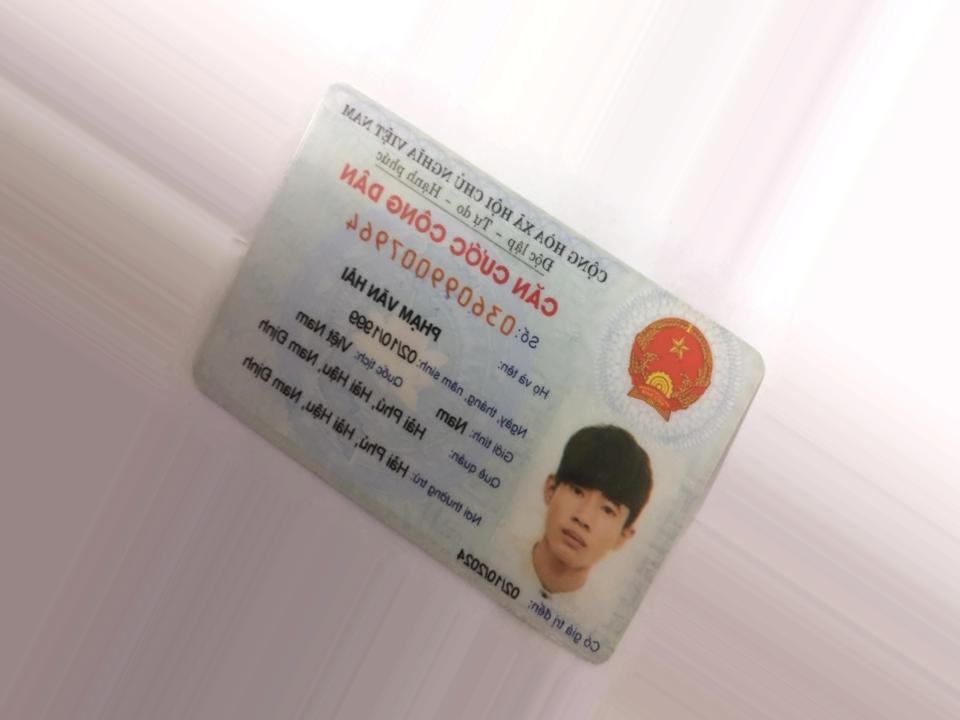 CỘNG HÒA XÃ HỘI CHỦ NGHĨA VIỆT NAM
Độc lập - Tự do - Hạnh phúc
CĂN CƯỚC CÔNG DÂN
Số: 036099007964
Họ và tên:
PHẠM VĂN HẢI
Ngày, tháng, năm sinh: 02/10/1999
Giới tính: Nam Quốc tịch: Việt Nam
Quê quán: Hải Phú, Hải Hậu, Nam Định
Nơi thường trú: Hải Phú, Hải Hậu, Nam Định
Có giá trị đến: 02/10/2024